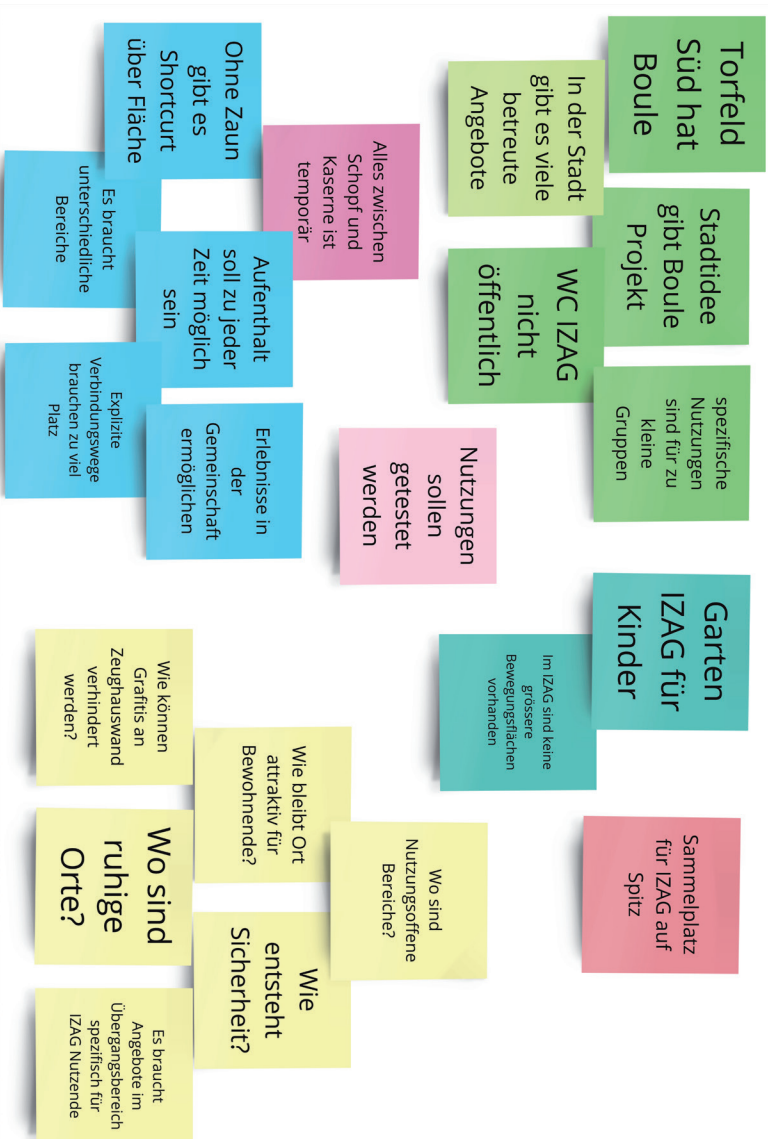 Torfeld
Süd hat
Boule
Stadtidee
gibt Boule
Projekt
spezifische
Nutzungen
sind für zu
kleine
Gruppen
In der Stadt
gibt es viele
betreute
Angebote
WC IZAG
nicht
öffentlich
Garten
IZAG für
Kinder
Im IZAG sind keine
grössere
Bewegungsflächen
vorhanden
Sammelplatz
für IZAG auf
Spitz
Alles zwischen
Schopf und
Kaserne ist
temporär
Nutzungen
sollen
getestet
werden
Ohne Zaun
gibt es
Shortcurt
über Fläche
Aufenthalt
soll zu jeder
Zeit möglich
sein
Erlebnisse in
der
Gemeinschaft
ermöglichen
Es braucht
unterschiedliche
Bereiche
Explizite
Verbindungswege
brauchen zu viel
Platz
Wo sind
Nutzungsoffene
Bereiche?
Wie bleibt Ort
attraktiv für
Bewohnende?
Wie
entsteht
Sicherheit?
Wie können
Grafitis an
Zeughauswand
verhindert
werden?
Wo sind
ruhige
Orte?
Es braucht
Angebote im
Übergangsbereich
spezifisch für
IZAG Nutzende